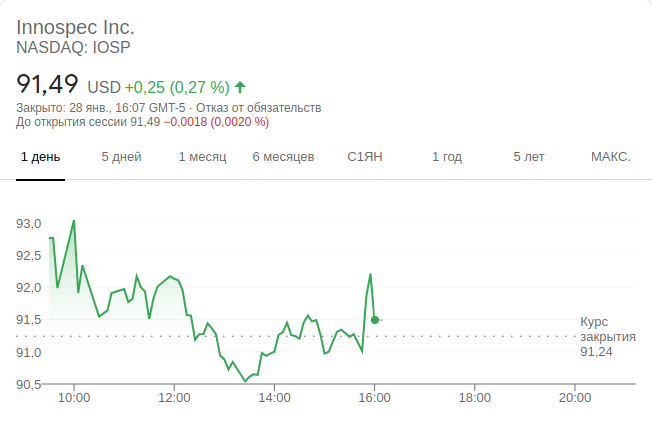 Innospec Inc.
NASDAQ: IOSP
91,49 USD +0,25 (0,27 %)
Закрыто: 28 янв., 16:07 GMT-5 · Отказ от обязательств
До открытия сессии 91,49 −0,0018 (0,0020 %)
1 день 5 дней 1 месяц 6 месяцев С1ЯН 1 год 5 лет МАКС.
93,0
92,5
92,0
91,5
91,0
90,5
Курс
закрытия
91,24
10:00 12:00 14:00 16:00 18:00 20:00